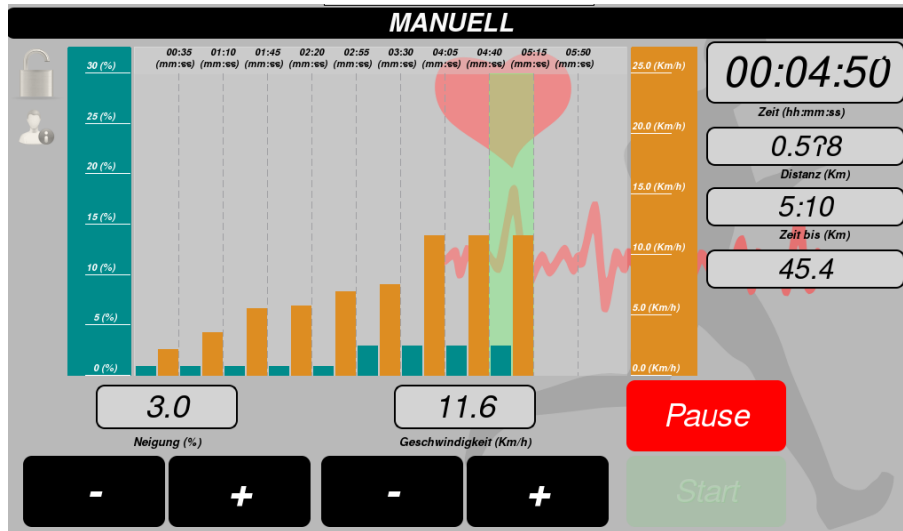 MANUELL
00:35 01:10 01:45 02:20 02:55 03:30 04:05 04:40 05:15 05:50
(mm:ss) (mm:ss) (mm:ss) (mm:ss) (mm:ss) (mm:ss) (mm:ss) (mm:ss) (mm:ss) (mm:ss)
30 (%)
25 (%)
20 (%)
15 (%)
10 (%)
5 (%)
0 (%)
25.0 (Km/h)
20.0 (Km/h)
15.0 (Km/h)
10.0 (Km/h)
5.0 (Km/h)
0.0 (Km/h)
00:04:50
Zeit (hh:mm:ss)
Distanz (Km)
5:10
Zeit bis (Km)
45.4
3.0
Neigung (%)
11.6
Geschwindigkeit (Km/h)
Pause
- + - +
Start